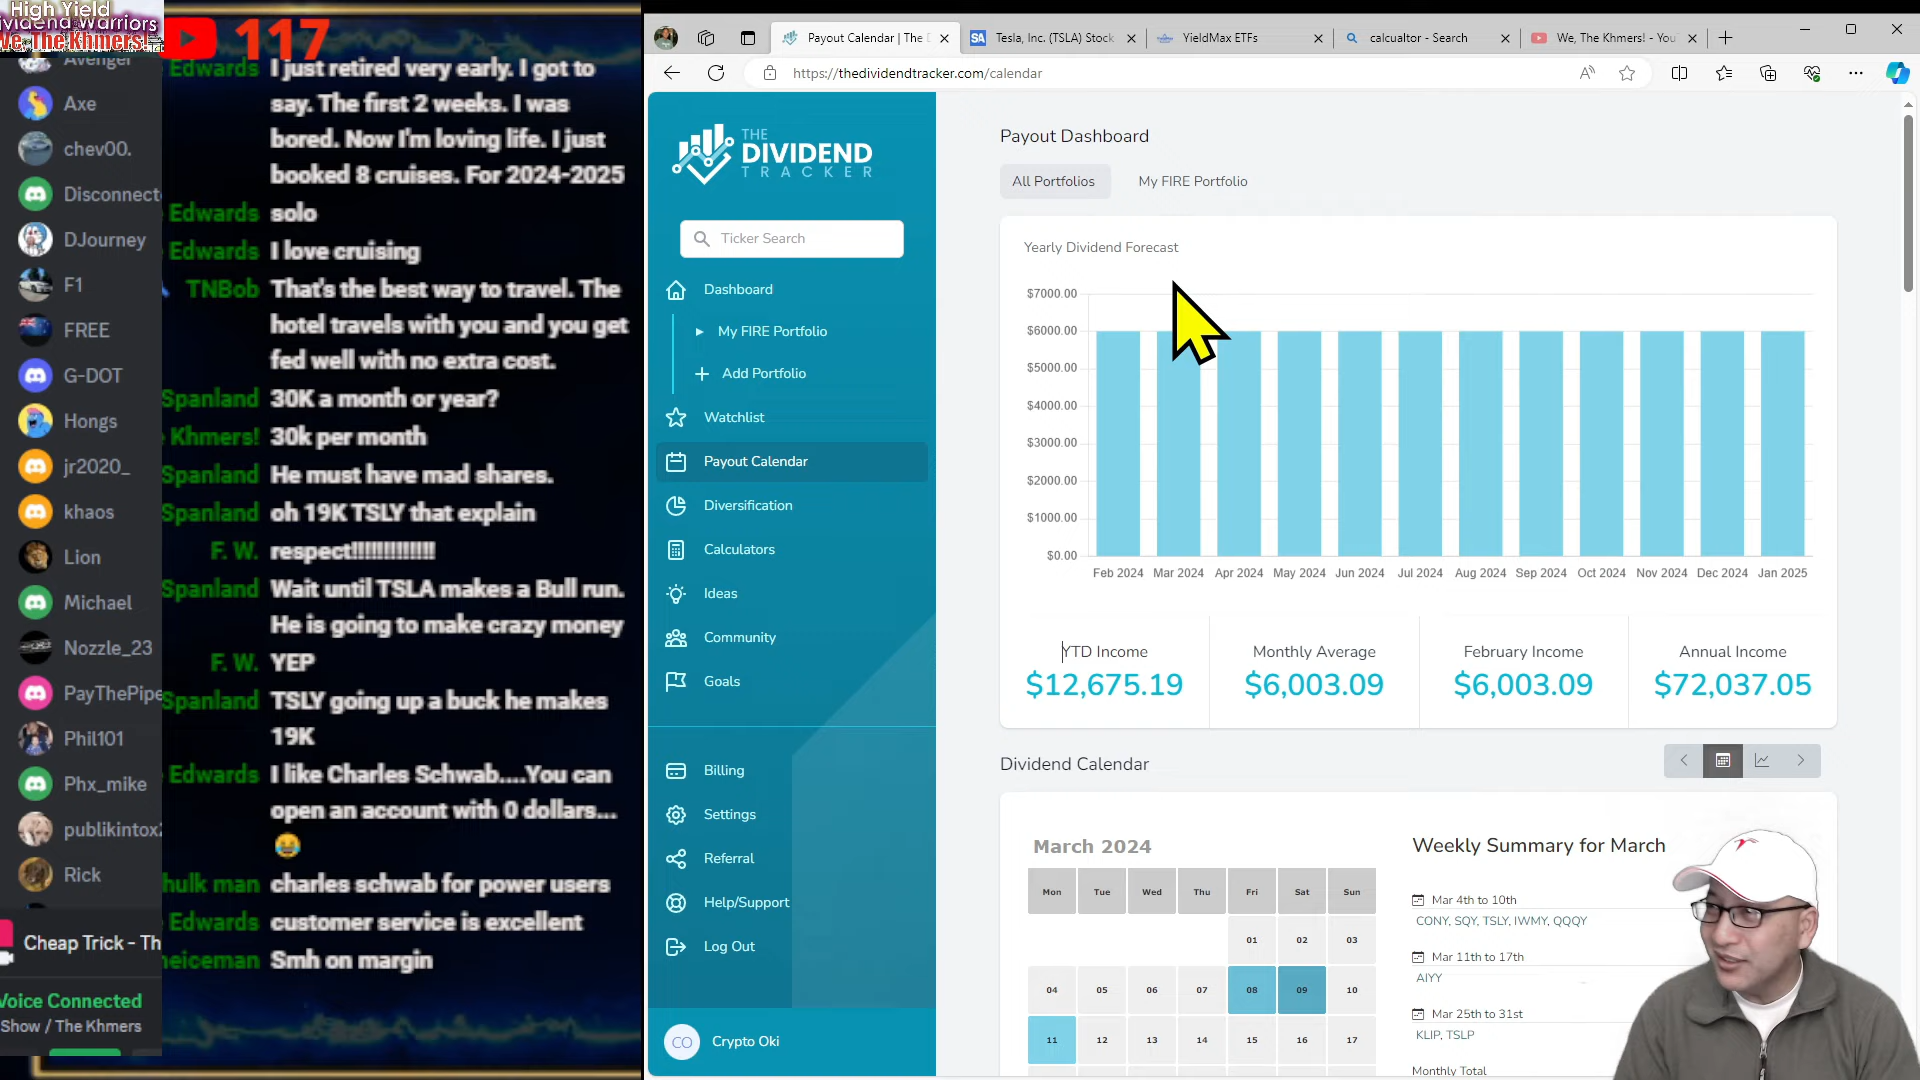 High Yield
Dividend Warriors
We, The Khmers!
117
Avenger
Axe
chev00.
Disconnect
DJourney
F1
FREE
G-DOT
Hongs
jr2020_
khaos
Lion
Michael
Nozzle_23
PayThePipe
Phil101
Phx_mike
publikintox
Rick
Cheap Trick - Th
Voice Connected
Show / The Khmers
Edwards I just retired very early. I got to
say. The first 2 weeks. I was
bored. Now I'm loving life. I just
booked 8 cruises. For 2024-2025
Edwards solo
Edwards I love cruising
TNBob That's the best way to travel. The
hotel travels with you and you get
fed well with no extra cost.
Spanland 30K a month or year?
Khmers! 30k per month
Spanland He must have mad shares.
Spanland oh 19K TSLY that explain
F. W. respect!!!!!!!!!!!!!
Spanland Wait until TSLA makes a Bull run.
He is going to make crazy money
F. W. YEP
Spanland TSLY going up a buck he makes
19K
Edwards I like Charles Schwab....You can
open an account with 0 dollars...
😂
hulk man charles schwab for power users
Edwards customer service is excellent
heiceman Smh on margin
Payout Calendar | The D
SA Tesla, Inc. (TSLA) Stock
YieldMax ETFs
calcualtor - Search
We, The Khmers! - You
https://thedividendtracker.com/calendar
THE
DIVIDEND
TRACKER
Ticker Search
Dashboard
My FIRE Portfolio
Add Portfolio
Watchlist
Payout Calendar
Diversification
Calculators
Ideas
Community
Goals
Billing
Settings
Referral
Help/Support
Log Out
CO Crypto Oki
Payout Dashboard
All Portfolios My FIRE Portfolio
Yearly Dividend Forecast
$7000.00
$6000.00
$5000.00
$4000.00
$3000.00
$2000.00
$1000.00
$0.00
Feb 2024 Mar 2024 Apr 2024 May 2024 Jun 2024 Jul 2024 Aug 2024 Sep 2024 Oct 2024 Nov 2024 Dec 2024 Jan 2025
YTD Income Monthly Average February Income Annual Income
$12,675.19 $6,003.09 $6,003.09 $72,037.05
Dividend Calendar
March 2024
Mon Tue Wed Thu Fri Sat Sun
01 02 03
04 05 06 07 08 09 10
11 12 13 14 15 16 17
Weekly Summary for March
Mar 4th to 10th
CONY, SQY, TSLY, IWMY, QQQY
Mar 11th to 17th
AIYY
Mar 25th to 31st
KLIP, TSLP
Monthly Total